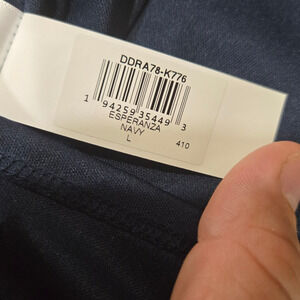 DDRA78-K776
1 94259 35449 3
ESPERANZA
NAVY
L 410